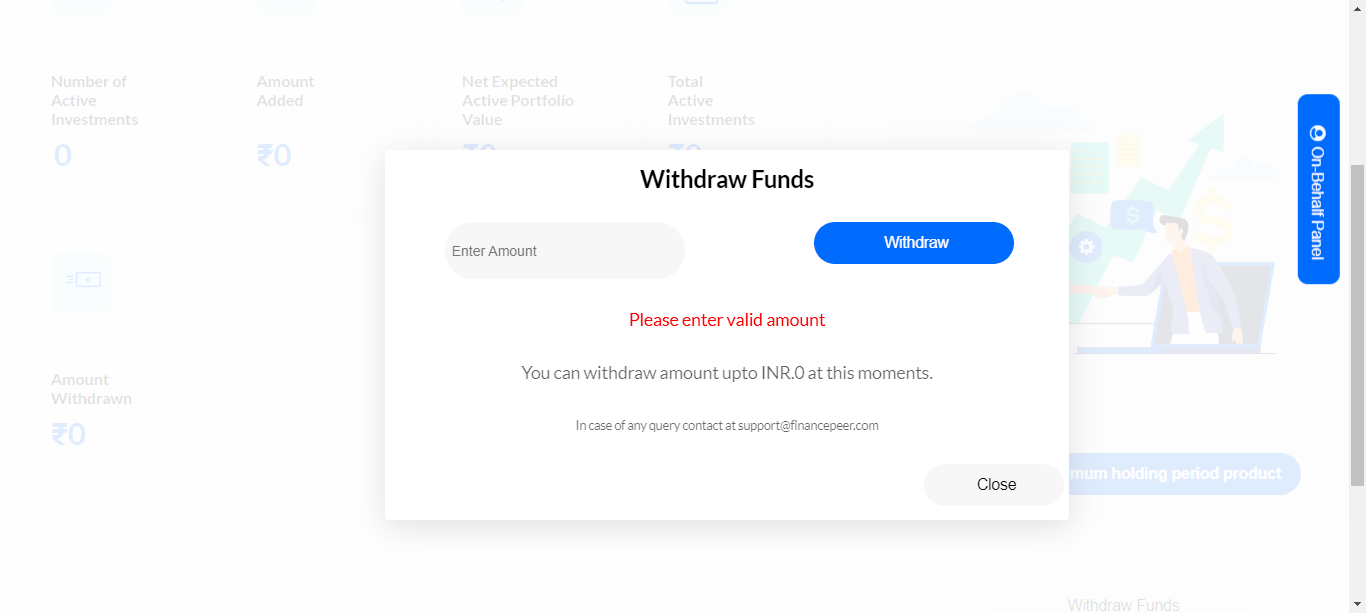 Number of
Active
Investments
0
Amount
Added
₹0
Net Expected
Active Portfolio
Value
₹0
Total
Active
Investments
₹0
On-Behalf Panel
Withdraw Funds
Enter Amount
Withdraw
Please enter valid amount
You can withdraw amount upto INR.0 at this moments.
In case of any query contact at support@financepeer.com
Close
Amount
Withdrawn
₹0
mum holding period product
Withdraw Funds